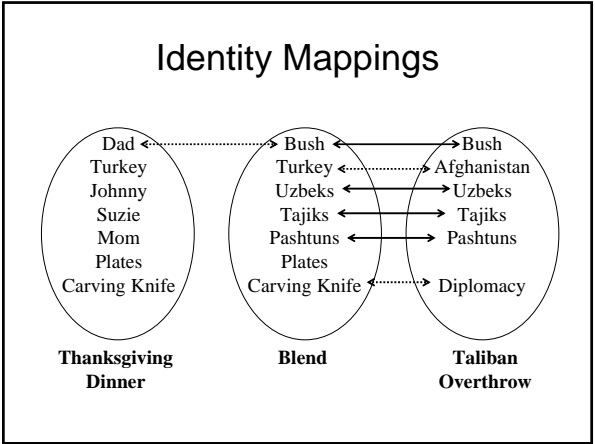 Identity Mappings
Dad Bush Bush
Turkey Turkey Afghanistan
Johnny Uzbeks Uzbeks
Suzie Tajiks Tajiks
Mom Pashtuns Pashtuns
Plates Plates
Carving Knife Carving Knife Diplomacy
Thanksgiving Blend Taliban
Dinner Overthrow